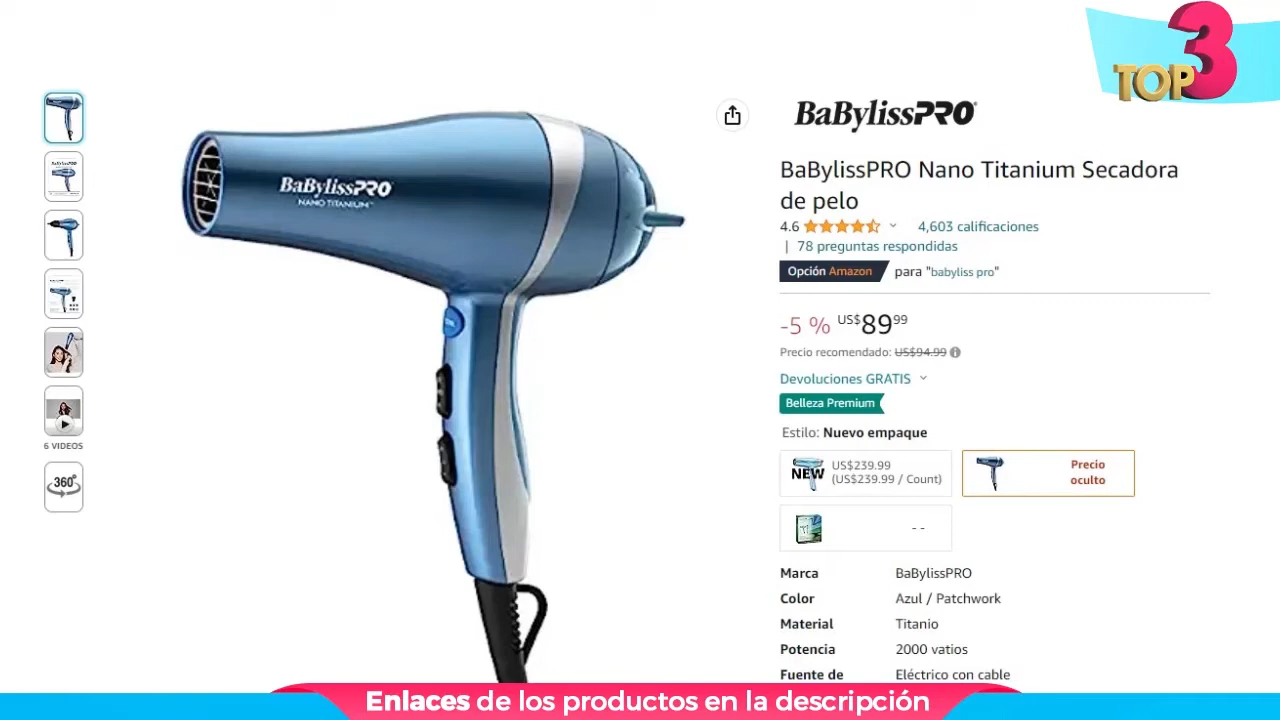 TOP 3
BaBylissPRO
BaBylissPRO Nano Titanium Secadora
de pelo
4.6
4,603 calificaciones
| 78 preguntas respondidas
Opción Amazon para "babyliss pro"
-5 % US$89 99
Precio recomendado: US$94.99
Devoluciones GRATIS
Belleza Premium
Estilo: Nuevo empaque
NEW
US$239.99
(US$239.99 / Count)
Precio
oculto
--
Marca BaBylissPRO
Color Azul / Patchwork
Material Titanio
Potencia 2000 vatios
Fuente de Eléctrico con cable
BaBylissPRO
NANO TITANIUM™
6 VIDEOS
360°
Enlaces de los productos en la descripción